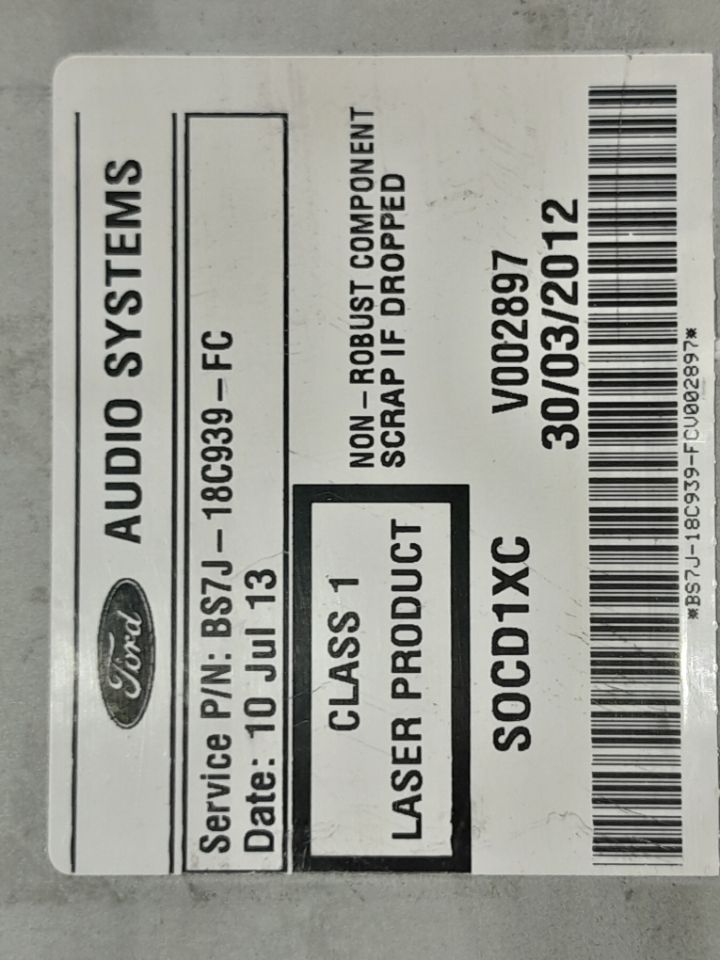 Ford AUDIO SYSTEMS
Service P/N: BS7J-18C939-FC
Date: 10 Jul 13
CLASS 1
LASER PRODUCT
NON-ROBUST COMPONENT
SCRAP IF DROPPED
SOCD1XC
V002897
30/03/2012
*BS7J-18C939-FCV002897*